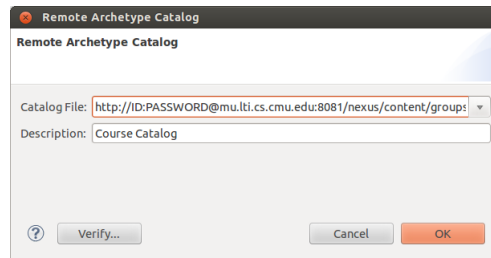 Remote Archetype Catalog
Remote Archetype Catalog
Catalog File: http://ID:PASSWORD@mu.lti.cs.cmu.edu:8081/nexus/content/groups
Description: Course Catalog
? Verify... Cancel OK